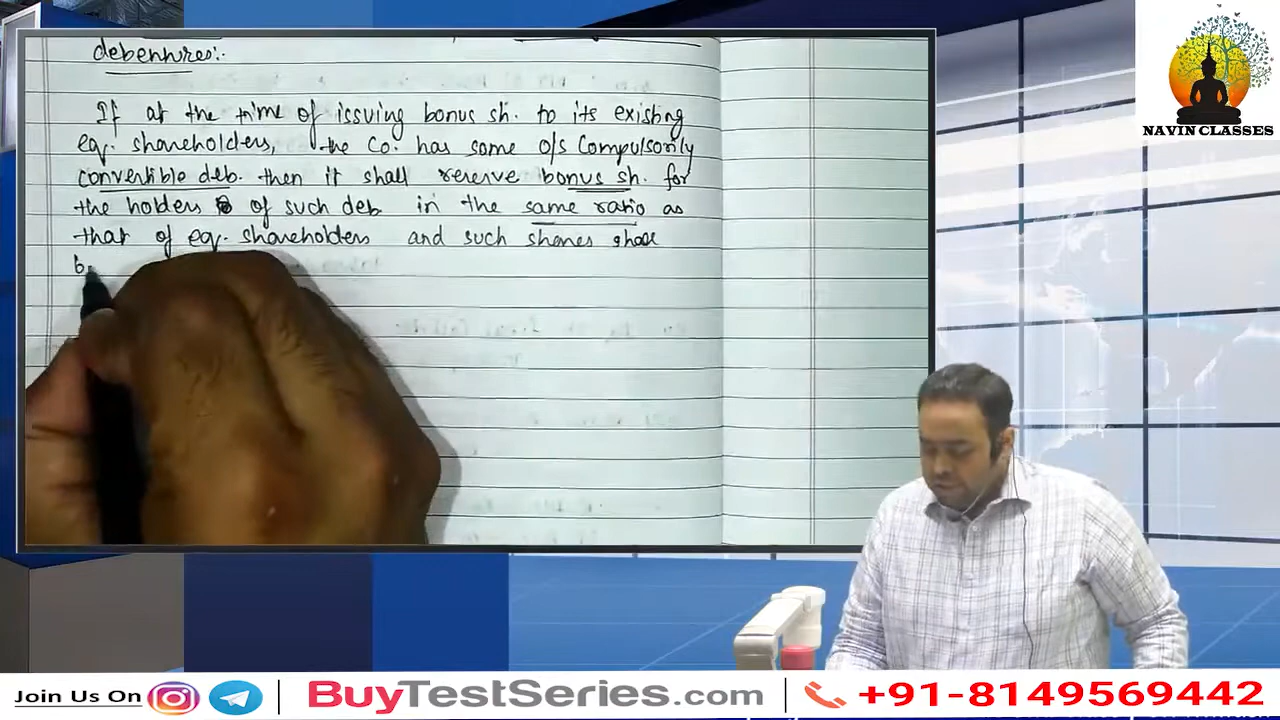 debentures:-
If at the time of issuing bonus sh. to its existing
eq. shareholders, the Co. has some o/s Compulsorily
convertible deb. then it shall reserve bonus sh. for
the holders of such deb in the same ratio as
that of eq. shareholders and such shares shall
NAVIN CLASSES
Join Us On BuyTestSeries.com +91-8149569442